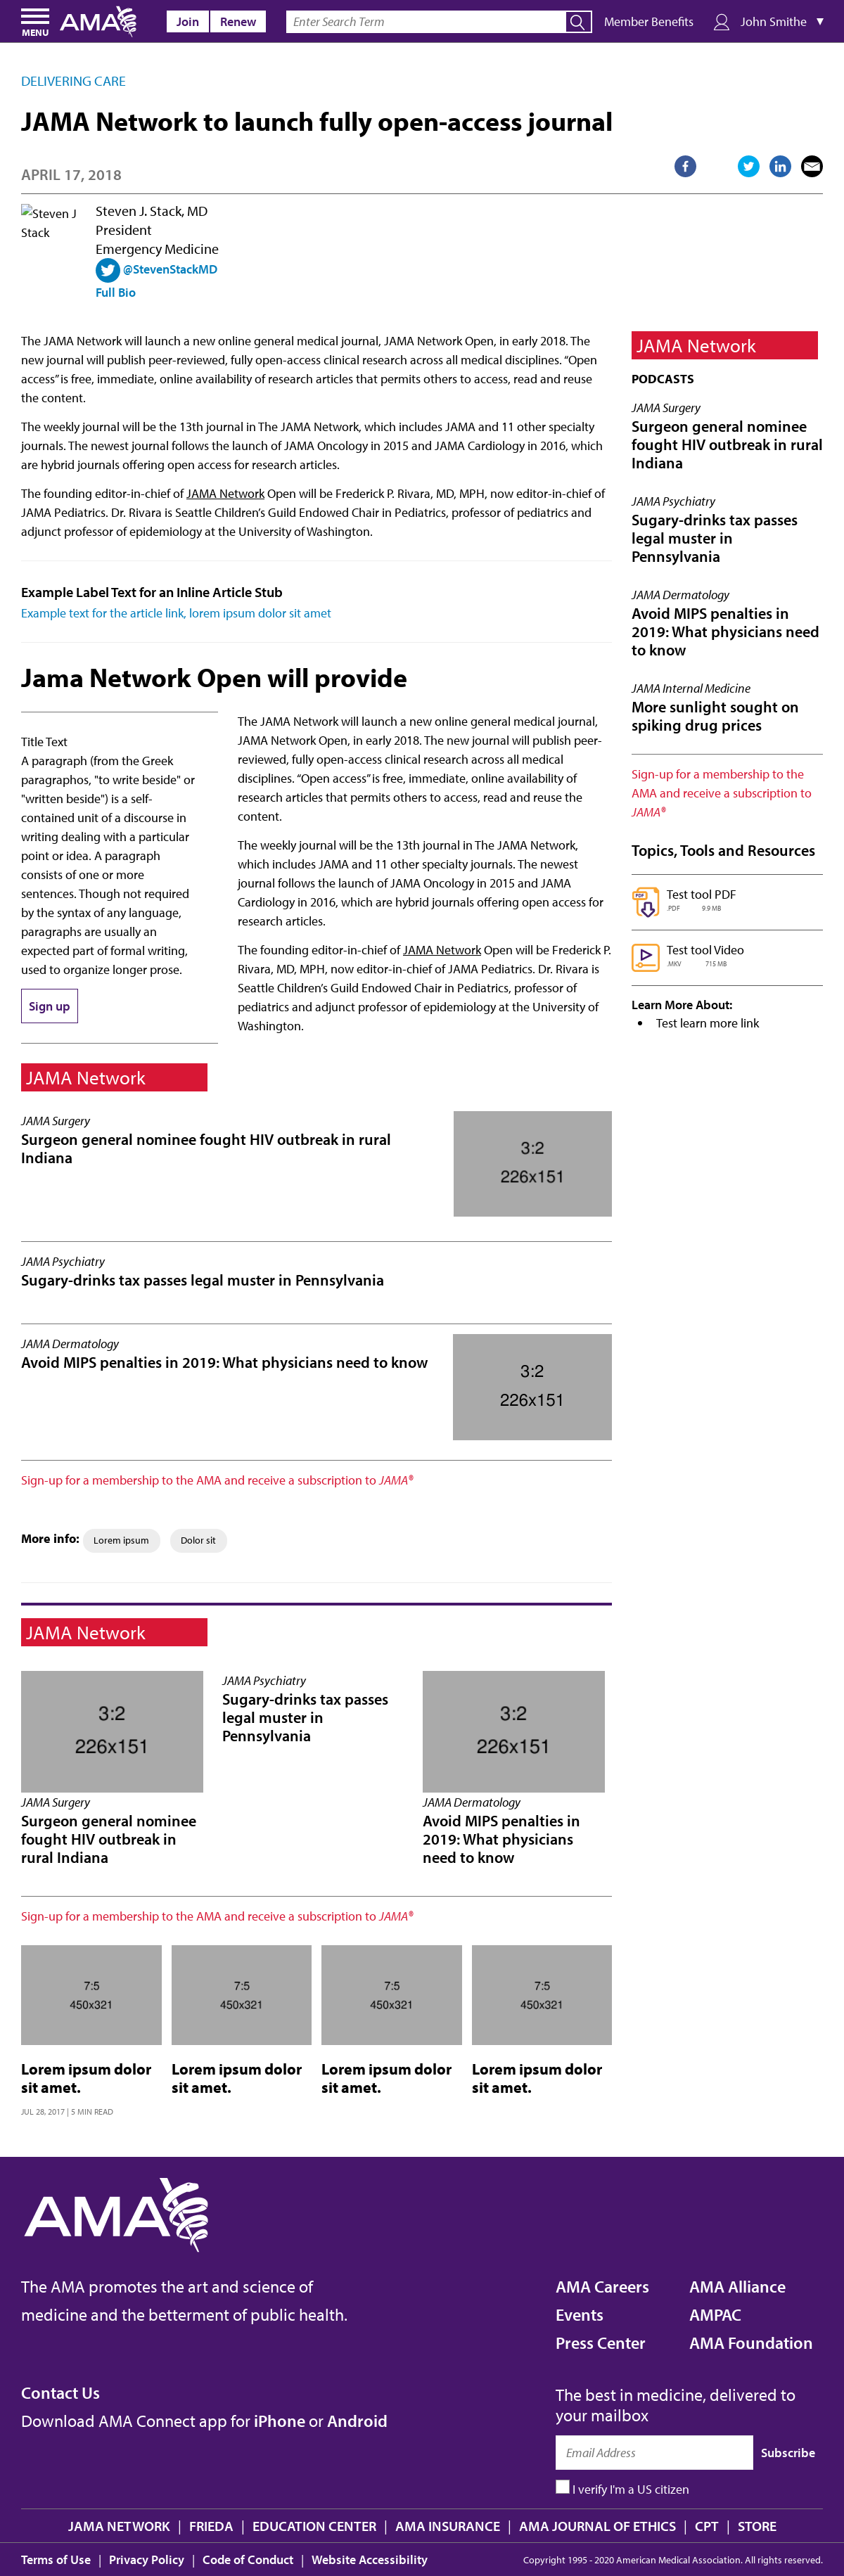 MENU
AMA
Join
Renew
Enter Search Term
Member Benefits
John Smithe ▼
DELIVERING CARE
JAMA Network to launch fully open-access journal
APRIL 17, 2018
Steven J
Stack
Steven J. Stack, MD
President
Emergency Medicine
@StevenStackMD
Full Bio
The JAMA Network will launch a new online general medical journal, JAMA Network Open, in early 2018. The
new journal will publish peer-reviewed, fully open-access clinical research across all medical disciplines. “Open
access” is free, immediate, online availability of research articles that permits others to access, read and reuse
the content.
The weekly journal will be the 13th journal in The JAMA Network, which includes JAMA and 11 other specialty
journals. The newest journal follows the launch of JAMA Oncology in 2015 and JAMA Cardiology in 2016, which
are hybrid journals offering open access for research articles.
The founding editor-in-chief of JAMA Network Open will be Frederick P. Rivara, MD, MPH, now editor-in-chief of
JAMA Pediatrics. Dr. Rivara is Seattle Children’s Guild Endowed Chair in Pediatrics, professor of pediatrics and
adjunct professor of epidemiology at the University of Washington.
Example Label Text for an Inline Article Stub
Example text for the article link, lorem ipsum dolor sit amet
Jama Network Open will provide
Title Text
A paragraph (from the Greek
paragraphos, "to write beside" or
"written beside") is a self-
contained unit of a discourse in
writing dealing with a particular
point or idea. A paragraph
consists of one or more
sentences. Though not required
by the syntax of any language,
paragraphs are usually an
expected part of formal writing,
used to organize longer prose.
Sign up
The JAMA Network will launch a new online general medical journal,
JAMA Network Open, in early 2018. The new journal will publish peer-
reviewed, fully open-access clinical research across all medical
disciplines. “Open access” is free, immediate, online availability of
research articles that permits others to access, read and reuse the
content.
The weekly journal will be the 13th journal in The JAMA Network,
which includes JAMA and 11 other specialty journals. The newest
journal follows the launch of JAMA Oncology in 2015 and JAMA
Cardiology in 2016, which are hybrid journals offering open access for
research articles.
The founding editor-in-chief of JAMA Network Open will be Frederick P.
Rivara, MD, MPH, now editor-in-chief of JAMA Pediatrics. Dr. Rivara is
Seattle Children’s Guild Endowed Chair in Pediatrics, professor of
pediatrics and adjunct professor of epidemiology at the University of
Washington.
JAMA Network
JAMA Surgery
Surgeon general nominee fought HIV outbreak in rural
Indiana
3:2
226x151
JAMA Psychiatry
Sugary-drinks tax passes legal muster in Pennsylvania
JAMA Dermatology
Avoid MIPS penalties in 2019: What physicians need to know
3:2
226x151
Sign-up for a membership to the AMA and receive a subscription to JAMA®
More info:
Lorem ipsum
Dolor sit
JAMA Network
3:2
226x151
JAMA Surgery
Surgeon general nominee
fought HIV outbreak in
rural Indiana
JAMA Psychiatry
Sugary-drinks tax passes
legal muster in
Pennsylvania
3:2
226x151
JAMA Dermatology
Avoid MIPS penalties in
2019: What physicians
need to know
Sign-up for a membership to the AMA and receive a subscription to JAMA®
7:5
450x321
Lorem ipsum dolor
sit amet.
JUL 28, 2017 | 5 MIN READ
7:5
450x321
Lorem ipsum dolor
sit amet.
7:5
450x321
Lorem ipsum dolor
sit amet.
7:5
450x321
Lorem ipsum dolor
sit amet.
JAMA Network
PODCASTS
JAMA Surgery
Surgeon general nominee
fought HIV outbreak in rural
Indiana
JAMA Psychiatry
Sugary-drinks tax passes
legal muster in
Pennsylvania
JAMA Dermatology
Avoid MIPS penalties in
2019: What physicians need
to know
JAMA Internal Medicine
More sunlight sought on
spiking drug prices
Sign-up for a membership to the
AMA and receive a subscription to
JAMA®
Topics, Tools and Resources
PDF
Test tool PDF
.PDF 9.9 MB
Test tool Video
.MKV 715 MB
Learn More About:
• Test learn more link
AMA
The AMA promotes the art and science of
medicine and the betterment of public health.
AMA Careers
Events
Press Center
AMA Alliance
AMPAC
AMA Foundation
Contact Us
Download AMA Connect app for iPhone or Android
The best in medicine, delivered to
your mailbox
Email Address
Subscribe
I verify I'm a US citizen
JAMA NETWORK | FRIEDA | EDUCATION CENTER | AMA INSURANCE | AMA JOURNAL OF ETHICS | CPT | STORE
Terms of Use | Privacy Policy | Code of Conduct | Website Accessibility
Copyright 1995 - 2020 American Medical Association. All rights reserved.